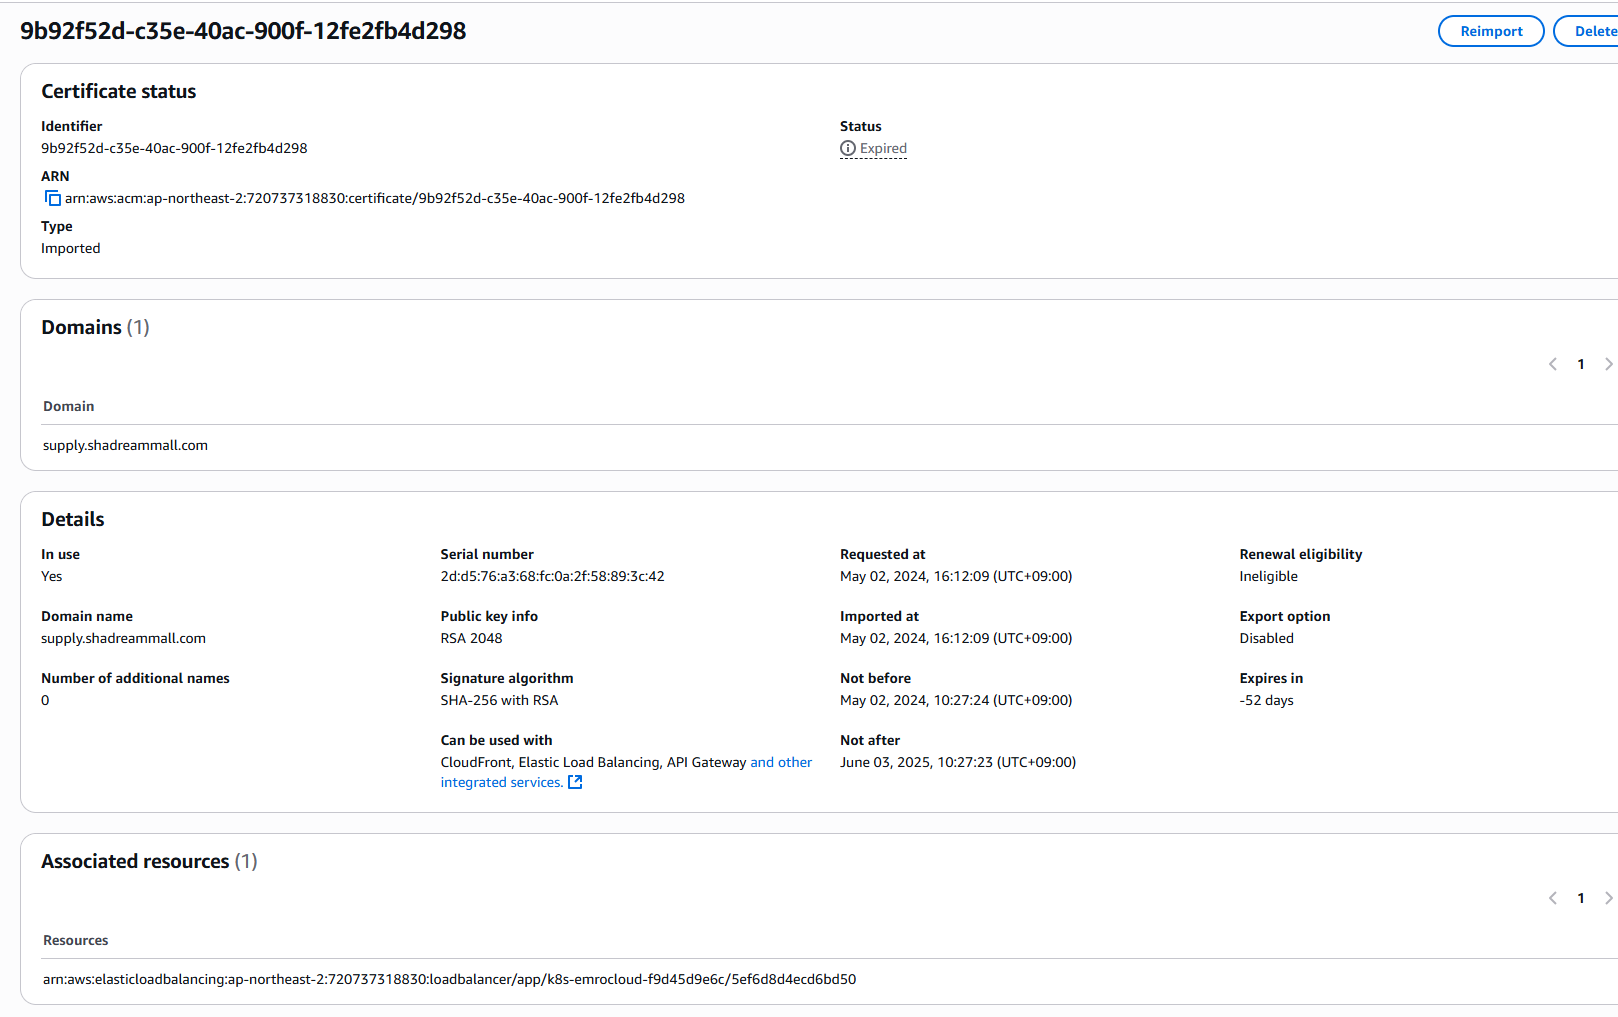 9b92f52d-c35e-40ac-900f-12fe2fb4d298
Reimport
Delete
Certificate status
Identifier
9b92f52d-c35e-40ac-900f-12fe2fb4d298
Status
Expired
ARN
arn:aws:acm:ap-northeast-2:720737318830:certificate/9b92f52d-c35e-40ac-900f-12fe2fb4d298
Type
Imported
Domains (1)
1
Domain
supply.shadreammall.com
Details
In use
Yes
Domain name
supply.shadreammall.com
Number of additional names
0
Serial number
2d:d5:76:a3:68:fc:0a:2f:58:89:3c:42
Public key info
RSA 2048
Signature algorithm
SHA-256 with RSA
Can be used with
CloudFront, Elastic Load Balancing, API Gateway and other
integrated services.
Requested at
May 02, 2024, 16:12:09 (UTC+09:00)
Imported at
May 02, 2024, 16:12:09 (UTC+09:00)
Not before
May 02, 2024, 10:27:24 (UTC+09:00)
Not after
June 03, 2025, 10:27:23 (UTC+09:00)
Renewal eligibility
Ineligible
Export option
Disabled
Expires in
-52 days
Associated resources (1)
1
Resources
arn:aws:elasticloadbalancing:ap-northeast-2:720737318830:loadbalancer/app/k8s-emrocloud-f9d45d9e6c/5ef6d8d4ecd6bd50